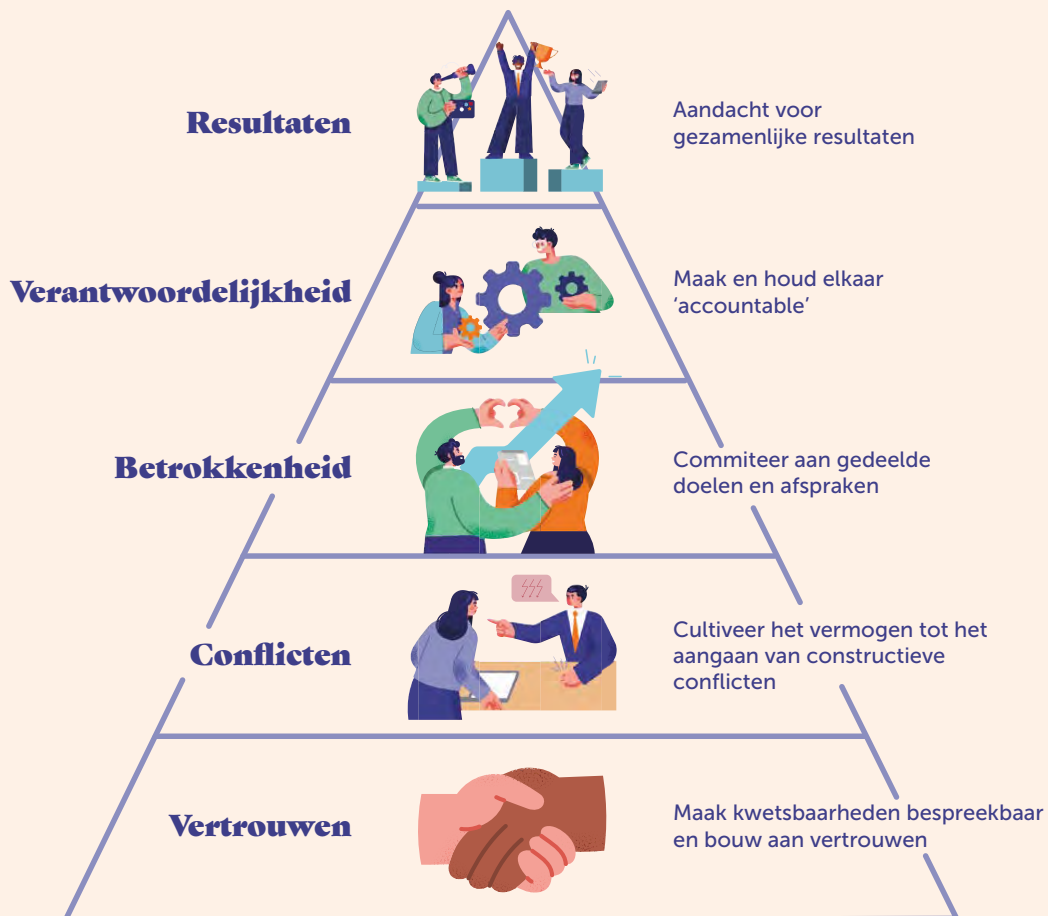 Resultaten
Aandacht voor
gezamenlijke resultaten
Verantwoordelijkheid
Maak en houd elkaar
‘accountable’
Betrokkenheid
Commiteer aan gedeelde
doelen en afspraken
Conflicten
Cultiveer het vermogen tot het
aangaan van constructieve
conflicten
Vertrouwen
Maak kwetsbaarheden bespreekbaar
en bouw aan vertrouwen